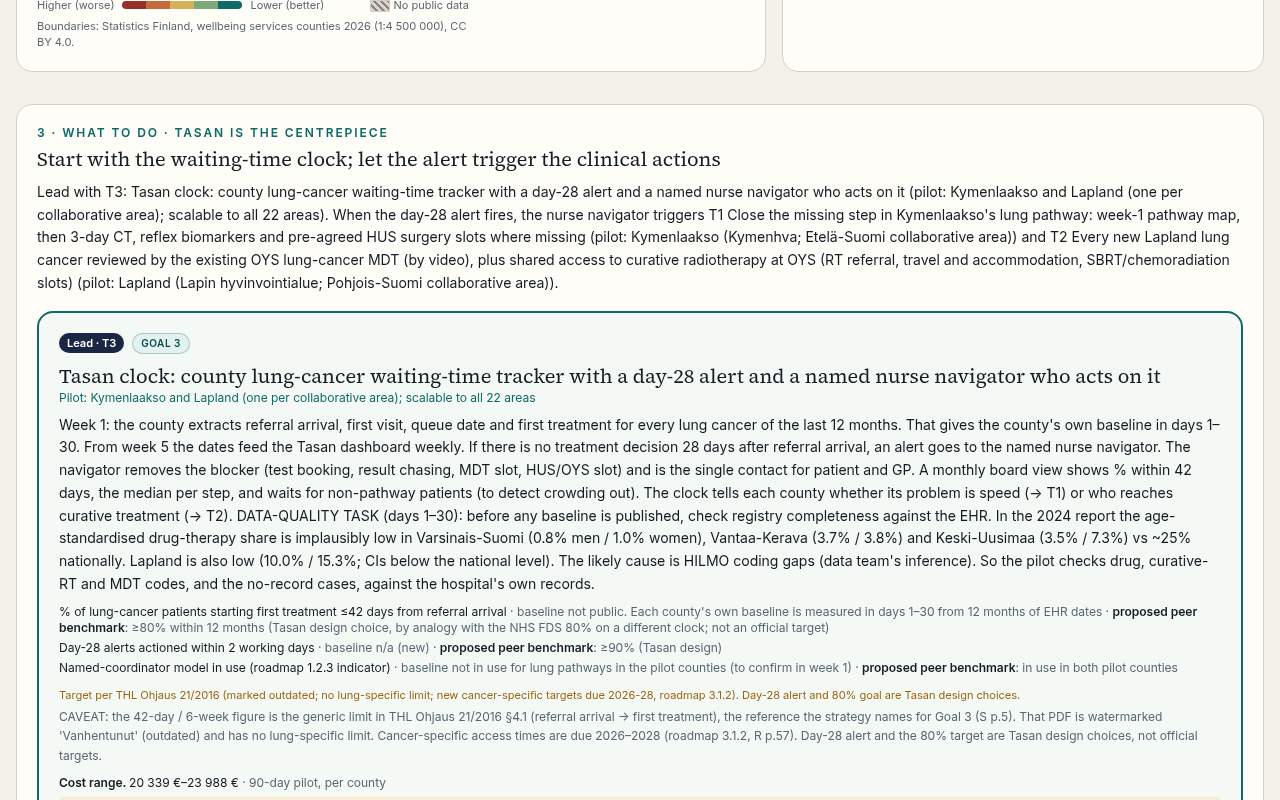 Higher (worse) Lower (better) No public data
Boundaries: Statistics Finland, wellbeing services counties 2026 (1:4 500 000), CC
BY 4.0.
3 · WHAT TO DO · TASAN IS THE CENTREPIECE
Start with the waiting-time clock; let the alert trigger the clinical actions
Lead with T3: Tasan clock: county lung-cancer waiting-time tracker with a day-28 alert and a named nurse navigator who acts on it (pilot: Kymenlaakso and Lapland (one per
collaborative area); scalable to all 22 areas). When the day-28 alert fires, the nurse navigator triggers T1 Close the missing step in Kymenlaakso's lung pathway: week-1 pathway map,
then 3-day CT, reflex biomarkers and pre-agreed HUS surgery slots where missing (pilot: Kymenlaakso (Kymenhva; Etelä-Suomi collaborative area)) and T2 Every new Lapland lung
cancer reviewed by the existing OYS lung-cancer MDT (by video), plus shared access to curative radiotherapy at OYS (RT referral, travel and accommodation, SBRT/chemoradiation
slots) (pilot: Lapland (Lapin hyvinvointialue; Pohjois-Suomi collaborative area)).
Lead · T3 GOAL 3
Tasan clock: county lung-cancer waiting-time tracker with a day-28 alert and a named nurse navigator who acts on it
Pilot: Kymenlaakso and Lapland (one per collaborative area); scalable to all 22 areas
Week 1: the county extracts referral arrival, first visit, queue date and first treatment for every lung cancer of the last 12 months. That gives the county's own baseline in days 1–
30. From week 5 the dates feed the Tasan dashboard weekly. If there is no treatment decision 28 days after referral arrival, an alert goes to the named nurse navigator. The
navigator removes the blocker (test booking, result chasing, MDT slot, HUS/OYS slot) and is the single contact for patient and GP. A monthly board view shows % within 42
days, the median per step, and waits for non-pathway patients (to detect crowding out). The clock tells each county whether its problem is speed (→ T1) or who reaches
curative treatment (→ T2). DATA-QUALITY TASK (days 1–30): before any baseline is published, check registry completeness against the EHR. In the 2024 report the age-
standardised drug-therapy share is implausibly low in Varsinais-Suomi (0.8% men / 1.0% women), Vantaa-Kerava (3.7% / 3.8%) and Keski-Uusimaa (3.5% / 7.3%) vs ~25%
nationally. Lapland is also low (10.0% / 15.3%; CIs below the national level). The likely cause is HILMO coding gaps (data team's inference). So the pilot checks drug, curative-
RT and MDT codes, and the no-record cases, against the hospital's own records.
% of lung-cancer patients starting first treatment ≤42 days from referral arrival · baseline not public. Each county's own baseline is measured in days 1–30 from 12 months of EHR dates · proposed peer
benchmark: ≥80% within 12 months (Tasan design choice, by analogy with the NHS FDS 80% on a different clock; not an official target)
Day-28 alerts actioned within 2 working days · baseline n/a (new) · proposed peer benchmark: ≥90% (Tasan design)
Named-coordinator model in use (roadmap 1.2.3 indicator) · baseline not in use for lung pathways in the pilot counties (to confirm in week 1) · proposed peer benchmark: in use in both pilot counties
Target per THL Ohjaus 21/2016 (marked outdated; no lung-specific limit; new cancer-specific targets due 2026-28, roadmap 3.1.2). Day-28 alert and 80% goal are Tasan design choices.
CAVEAT: the 42-day / 6-week figure is the generic limit in THL Ohjaus 21/2016 §4.1 (referral arrival → first treatment), the reference the strategy names for Goal 3 (S p.5). That PDF is watermarked
'Vanhentunut' (outdated) and has no lung-specific limit. Cancer-specific access times are due 2026–2028 (roadmap 3.1.2, R p.57). Day-28 alert and the 80% target are Tasan design choices, not official
targets.
Cost range. 20 339 €–23 988 € · 90-day pilot, per county